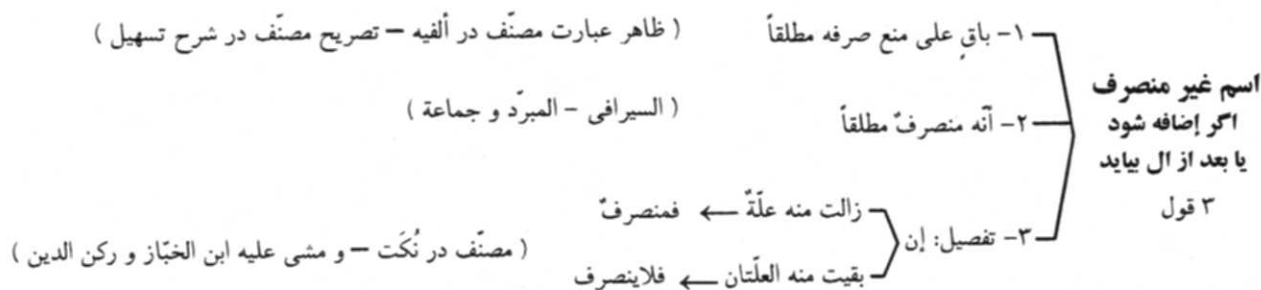 اسم غیر منصرف
اگر إضافه شود
یا بعد از ال بیاید
۳ قول
۱- باقٍ علی منع صرفه مطلقاً ( ظاهر عبارت مصنّف در ألفیه – تصریح مصنّف در شرح تسهیل )
۲- أنّه منصرفٌ مطلقاً ( السیرافی – المبرّد و جماعة )
۳- تفصیل: إن
زالت منه علّةٌ ← فمنصرفٌ
بقیت منه العلّتان ← فلاینصرف
( مصنّف در نُکَت – و مشی علیه ابن الخبّاز و رکن الدین )